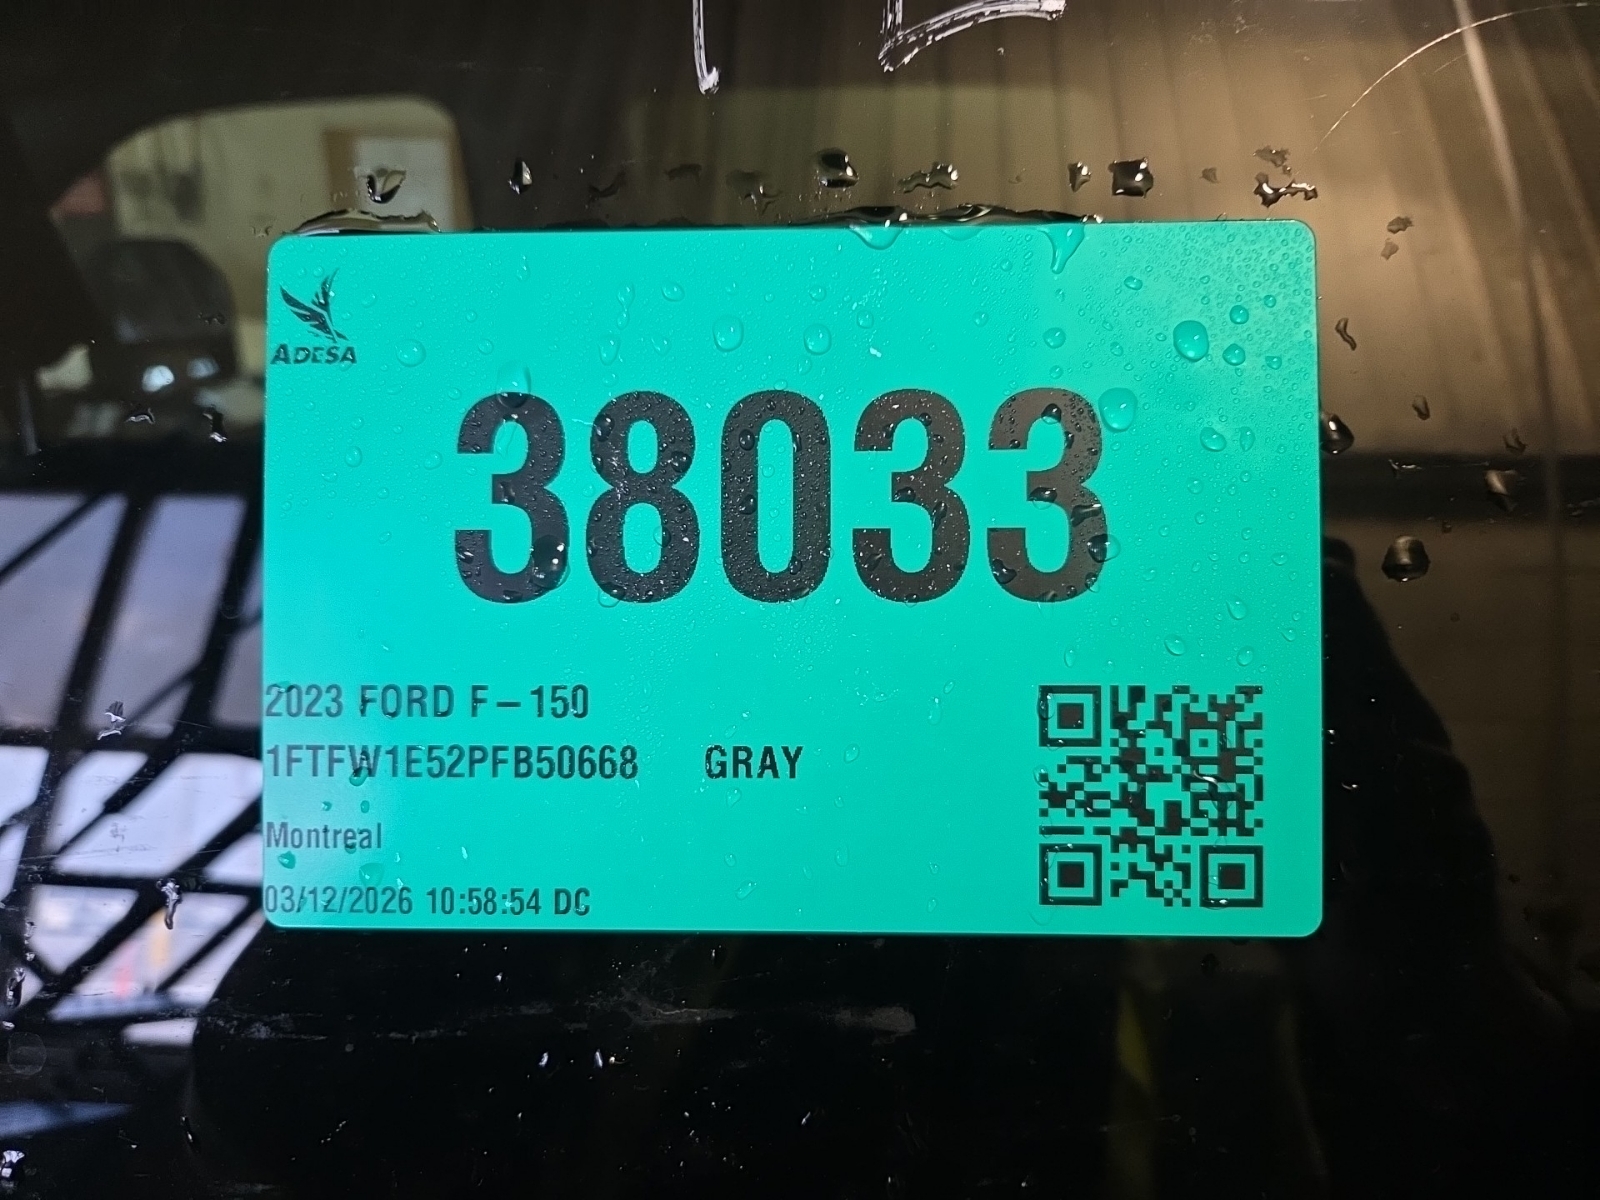 ADESA
38033
2023 FORD F-150
1FTFW1E52PFB50668 GRAY
Montreal
03/12/2026 10:58:54 DC